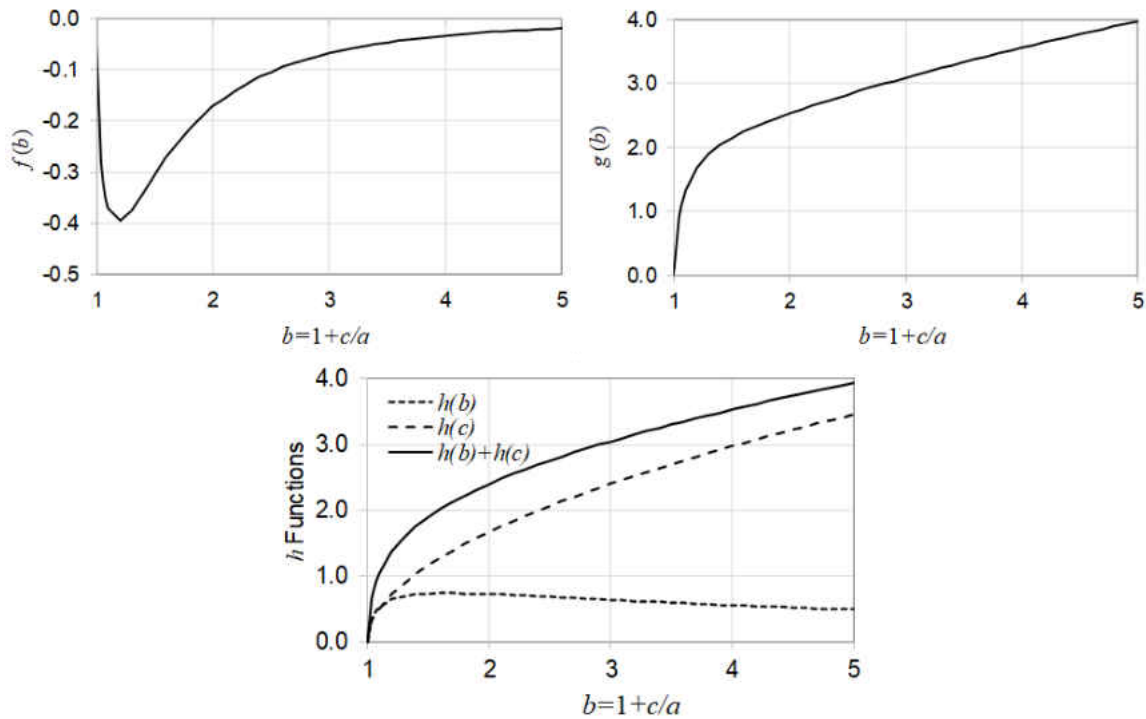 0.0
-0.1
-0.2
-0.3
-0.4
-0.5
f (b)
1 2 3 4 5
b=1+c/a
4.0
3.0
2.0
1.0
0.0
g (b)
1 2 3 4 5
b=1+c/a
4.0
3.0
2.0
1.0
0.0
h Functions
h(b)
h(c)
h(b)+h(c)
1 2 3 4 5
b=1+c/a